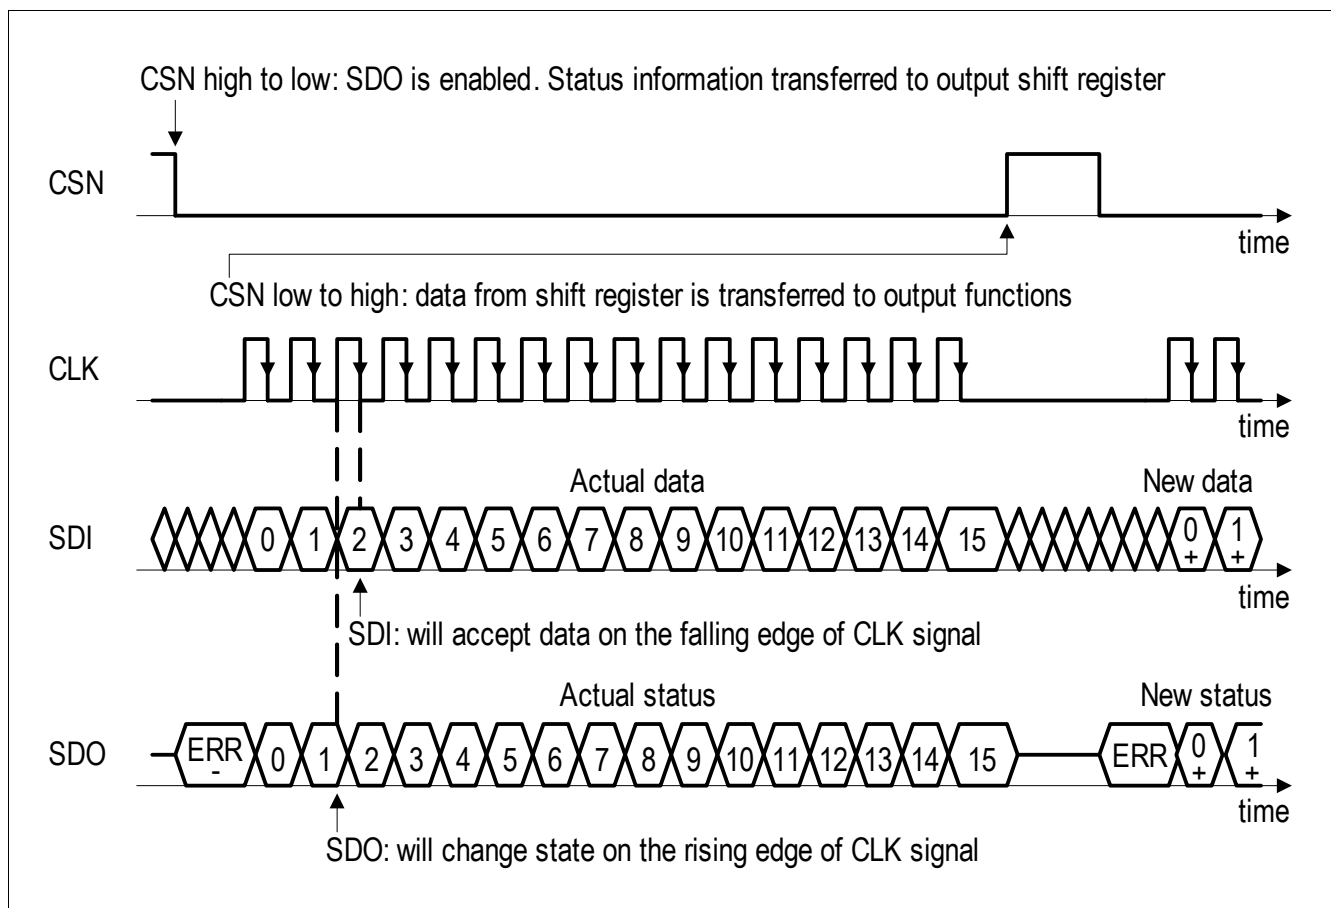 CSN high to low: SDO is enabled. Status information transferred to output shift register
CSN
time
CSN low to high: data from shift register is transferred to output functions
CLK
time
Actual data
New data
SDI
0 1 2 3 4 5 6 7 8 9 10 11 12 13 14 15 0 1
+ +
time
SDI: will accept data on the falling edge of CLK signal
Actual status
New status
SDO
ERR 0 1 2 3 4 5 6 7 8 9 10 11 12 13 14 15 ERR 0 1
- + +
time
SDO: will change state on the rising edge of CLK signal